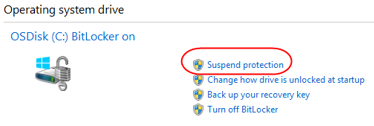 Operating system drive
OSDisk (C:) BitLocker on
Suspend protection
Change how drive is unlocked at startup
Back up your recovery key
Turn off BitLocker